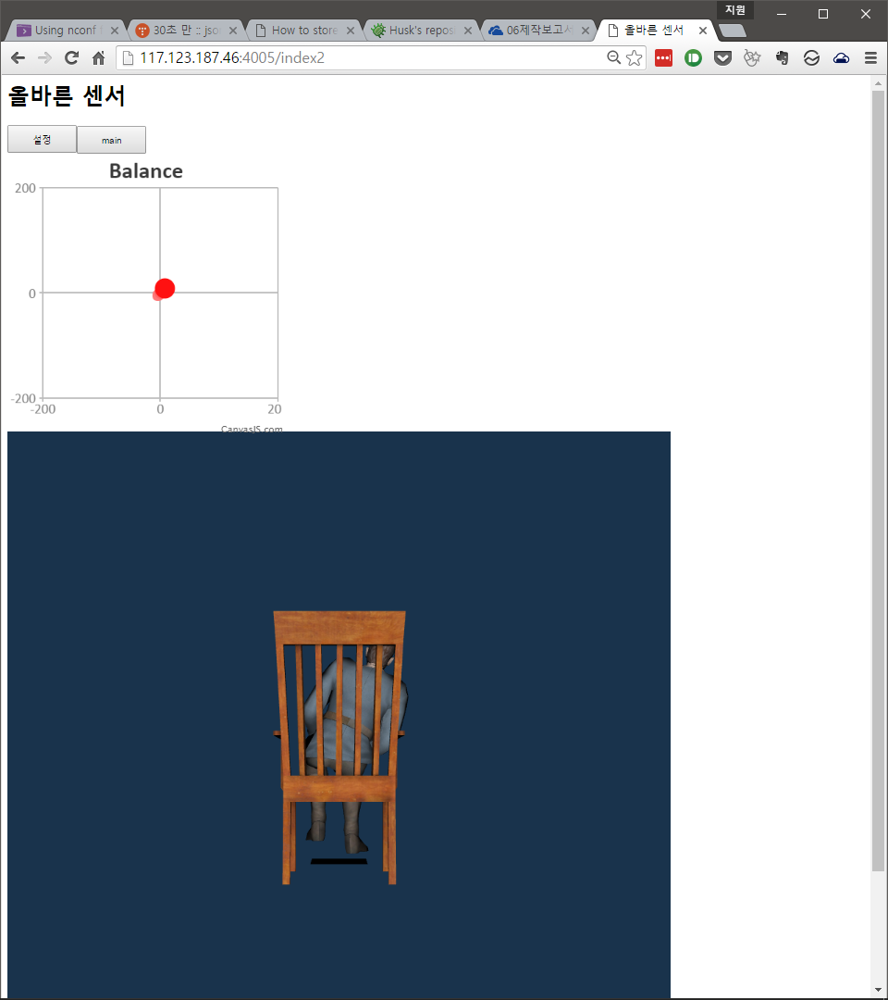 지원
Using nconf
30초 만 :: jso
How to store
Husk's repos
06제작보고서
올바른 센서
117.123.187.46:4005/index2
올바른 센서
설정
main
Balance
200
0
-200
-200
0
20
CanvasJS.com